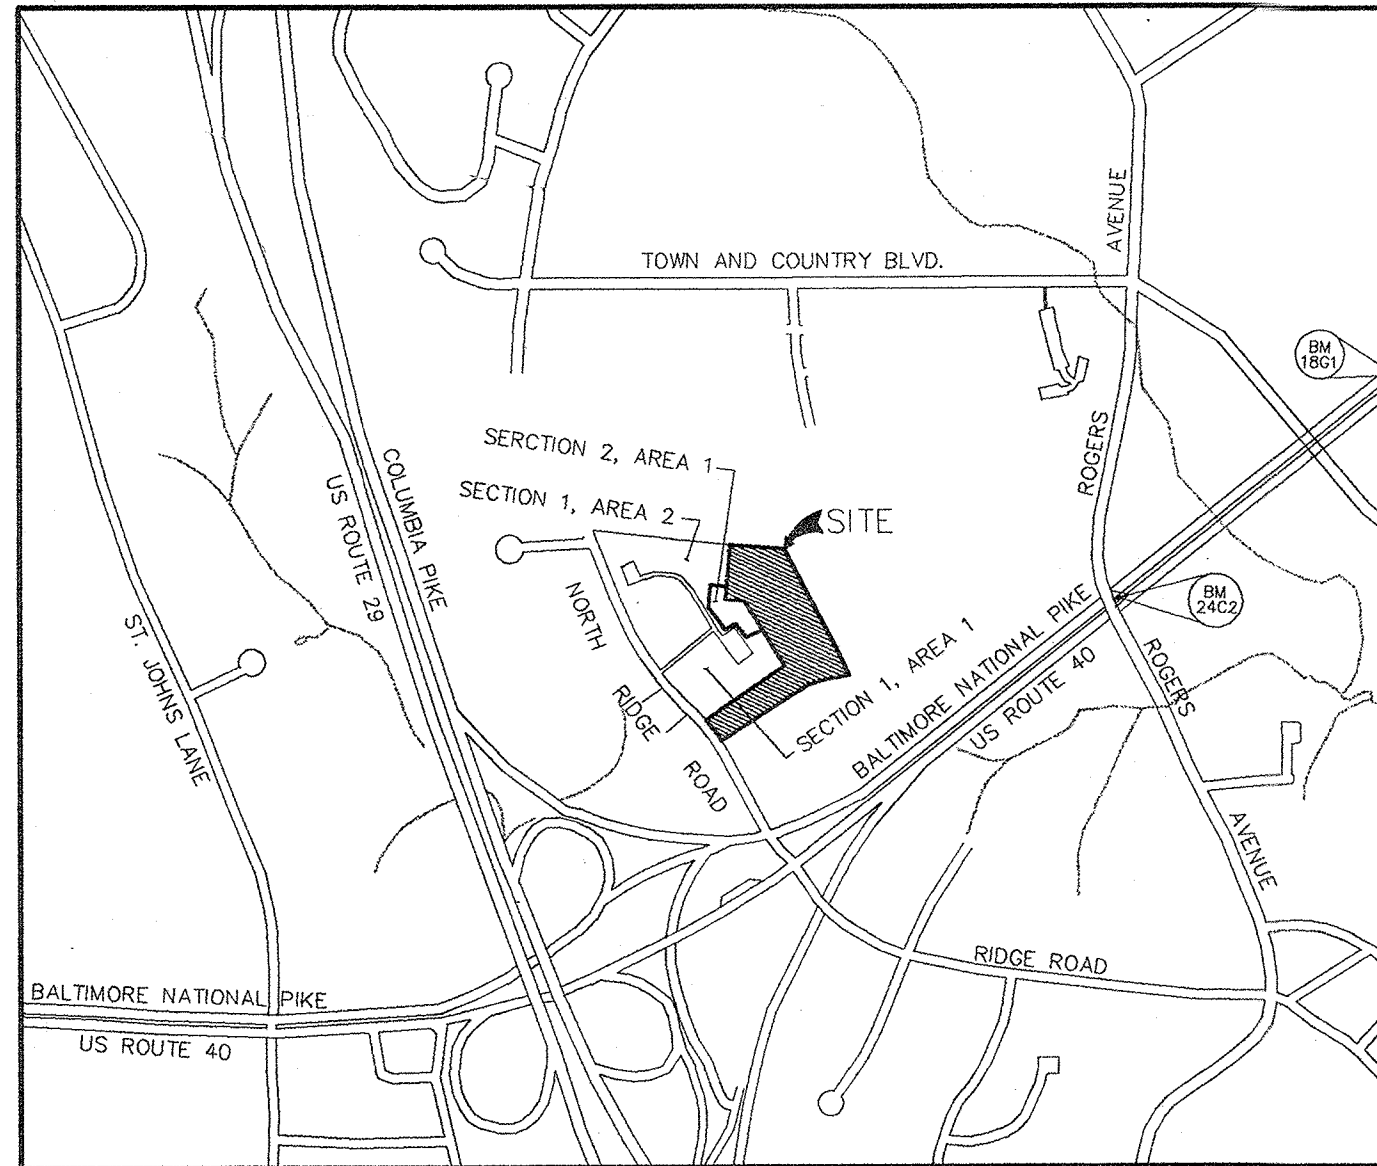 AVENUE
TOWN AND COUNTRY BLVD.
BM
18G1
ROGERS
SERCTION 2, AREA 1
COLUMBIA PIKE
US ROUTE 29
SECTION 1, AREA 2
SITE
NORTH
RIDGE
ROAD
ST. JOHNS LANE
BM
24C2
SECTION 1, AREA 1
BALTIMORE NATIONAL PIKE
US ROUTE 40
ROGERS
AVENUE
RIDGE ROAD
BALTIMORE NATIONAL PIKE
US ROUTE 40